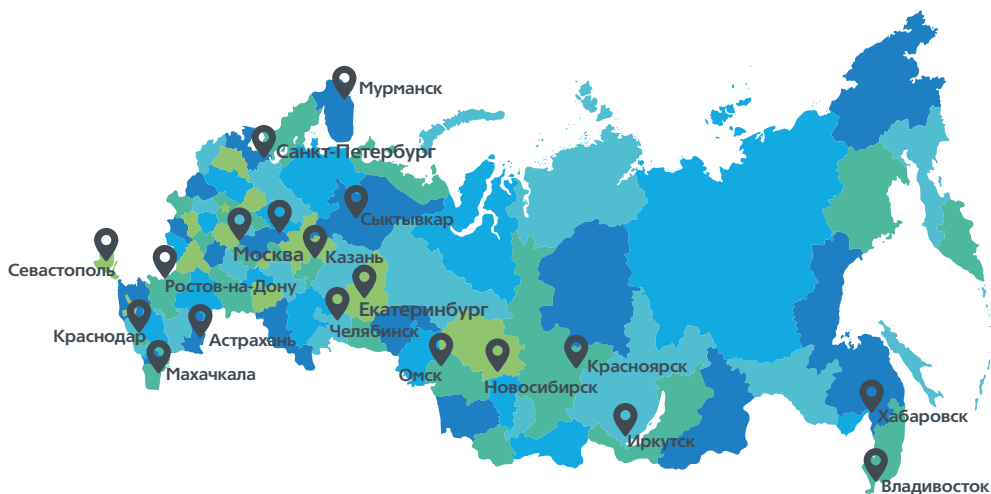 Мурманск
Санкт-Петербург
Сыктывкар
Москва
Казань
Севастополь
Ростов-на-Дону
Екатеринбург
Челябинск
Краснодар
Астрахань
Махачкала
Омск
Новосибирск
Красноярск
Иркутск
Хабаровск
Владивосток